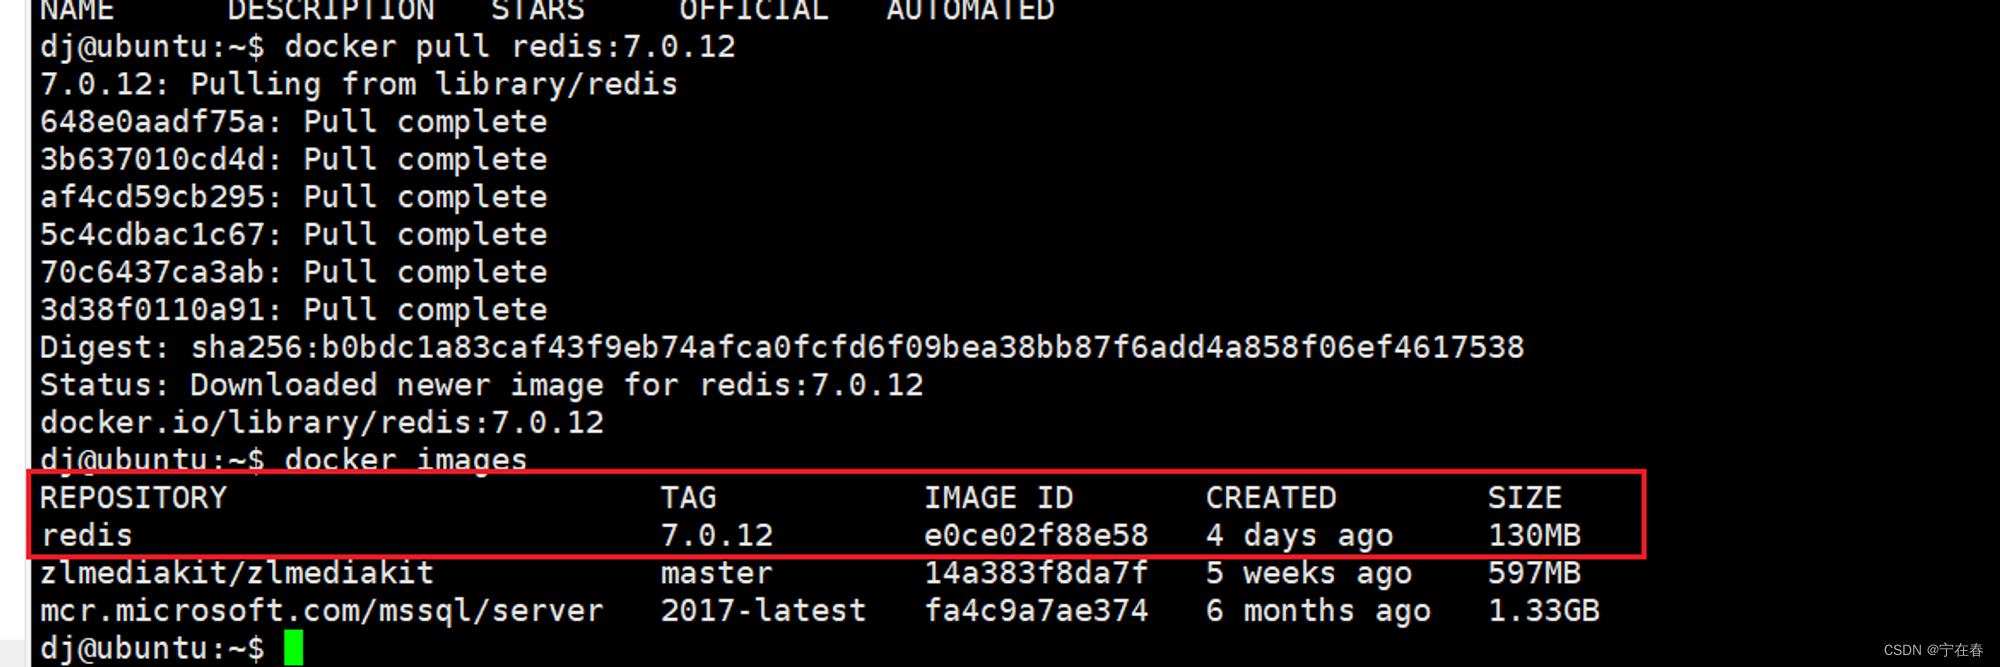 NAME DESCRIPTION STARS OFFICIAL AUTOMATED
dj@ubuntu:~$ docker pull redis:7.0.12
7.0.12: Pulling from library/redis
648e0aadf75a: Pull complete
3b637010cd4d: Pull complete
af4cd59cb295: Pull complete
5c4cdbac1c67: Pull complete
70c6437ca3ab: Pull complete
3d38f0110a91: Pull complete
Digest: sha256:b0bdc1a83caf43f9eb74afca0fcfd6f09bea38bb87f6add4a858f06ef4617538
Status: Downloaded newer image for redis:7.0.12
docker.io/library/redis:7.0.12
dj@ubuntu:~$ docker images
REPOSITORY TAG IMAGE ID CREATED SIZE
redis 7.0.12 e0ce02f88e58 4 days ago 130MB
zlmediakit/zlmediakit master 14a383f8da7f 5 weeks ago 597MB
mcr.microsoft.com/mssql/server 2017-latest fa4c9a7ae374 6 months ago 1.33GB
dj@ubuntu:~$
CSDN @宁在春